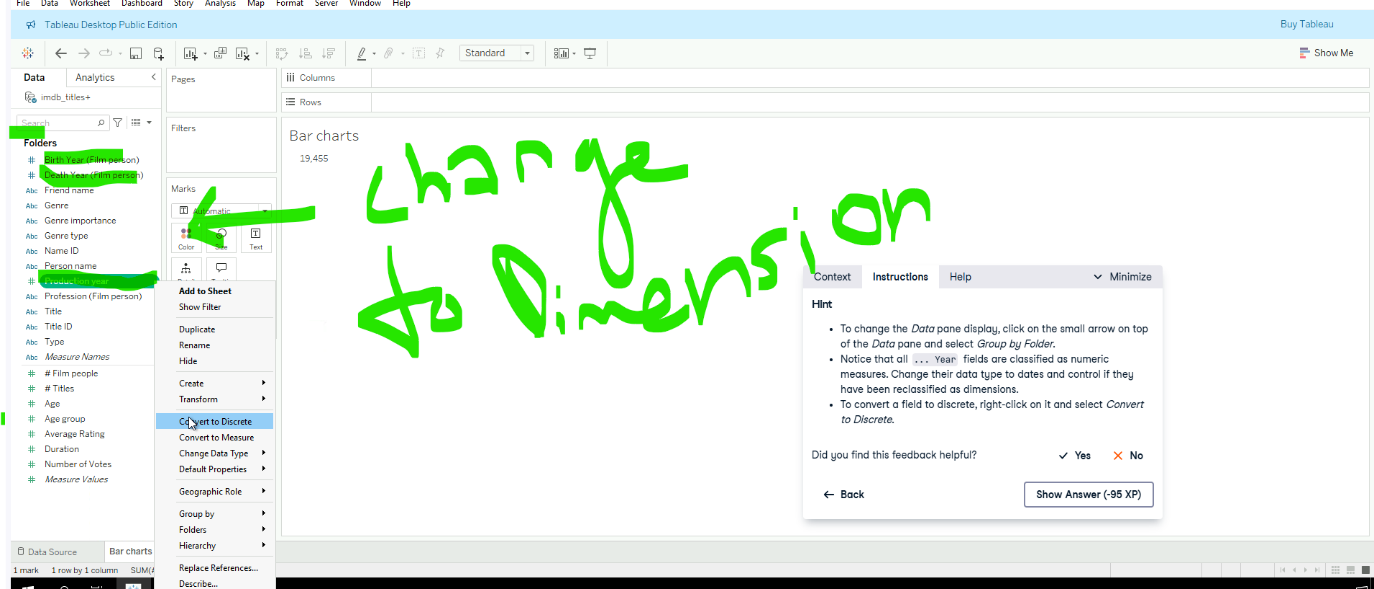 File Data Worksheet Dashboard Story Analysis Map Format Server Window Help
Tableau Desktop Public Edition
Buy Tableau
Standard
Show Me
Data
Analytics
Pages
Columns
imdb_titles+
Rows
Search
Filters
Folders
Bar charts
19,455
Birth Year (Film person)
Death Year (Film person)
Friend name
Genre
Genre importance
Genre type
Name ID
Person name
Production year
Profession (Film person)
Title
Title ID
Type
Measure Names
# Film people
# Titles
Age
Age group
Average Rating
Duration
Number of Votes
Measure Values
Marks
Automatic
Color
Size
Text
change
to Dimension
Add to Sheet
Show Filter
Duplicate
Rename
Hide
Create
Transform
Convert to Discrete
Convert to Measure
Change Data Type
Default Properties
Geographic Role
Group by
Folders
Hierarchy
Replace References...
Describe...
Context
Instructions
Help
Minimize
Hint
• To change the Data pane display, click on the small arrow on top
of the Data pane and select Group by Folder.
• Notice that all ... Year fields are classified as numeric
measures. Change their data type to dates and control if they
have been reclassified as dimensions.
• To convert a field to discrete, right-click on it and select Convert
to Discrete.
Did you find this feedback helpful?
Yes
No
Back
Show Answer (-95 XP)
Data Source
Bar charts
1 mark
1 row by 1 column
SUM(#